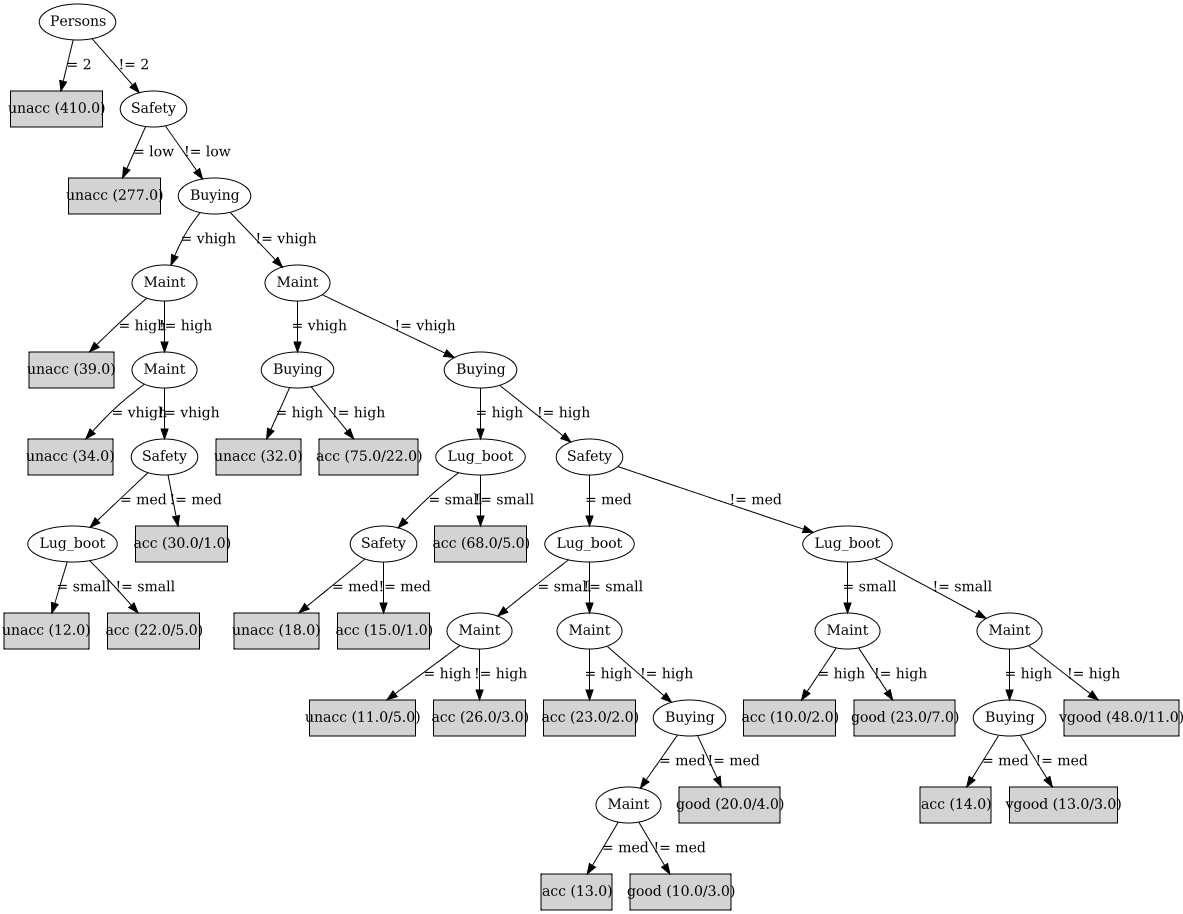 Persons
= 2
!= 2
unacc (410.0)
Safety
= low
!= low
unacc (277.0)
Buying
= vhigh
!= vhigh
Maint
Maint
= high
!= high
= vhigh
!= vhigh
unacc (39.0)
Maint
Buying
Buying
= vhigh
!= vhigh
= high
!= high
= high
!= high
unacc (34.0)
Safety
unacc (32.0)
acc (75.0/22.0)
Lug_boot
Safety
= med
!= med
= small
!= small
= med
!= med
Lug_boot
acc (30.0/1.0)
Safety
acc (68.0/5.0)
Lug_boot
Lug_boot
= small
!= small
= med
!= med
= small
!= small
= small
!= small
unacc (12.0)
acc (22.0/5.0)
unacc (18.0)
acc (15.0/1.0)
Maint
Maint
Maint
Maint
= high
!= high
= high
!= high
= high
!= high
= high
!= high
unacc (11.0/5.0)
acc (26.0/3.0)
acc (23.0/2.0)
Buying
acc (10.0/2.0)
good (23.0/7.0)
Buying
vgood (48.0/11.0)
= med
!= med
= med
!= med
Maint
good (20.0/4.0)
acc (14.0)
vgood (13.0/3.0)
= med
!= med
acc (13.0)
good (10.0/3.0)